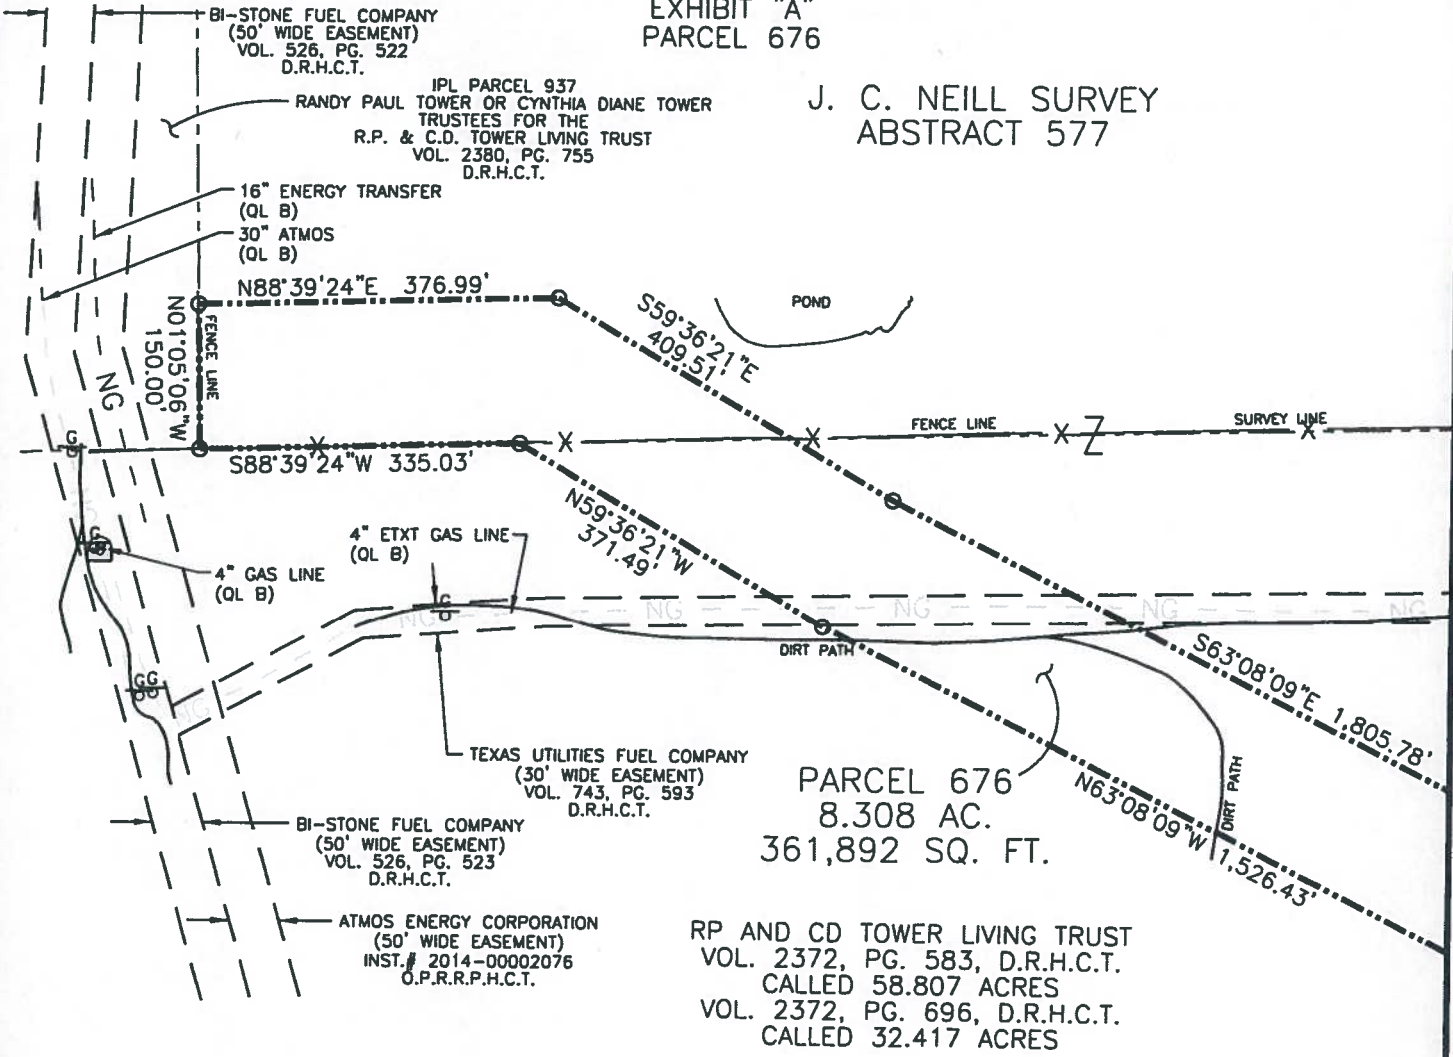 EXHIBIT "A"
PARCEL 676
BI-STONE FUEL COMPANY
(50' WIDE EASEMENT)
VOL. 526, PG. 522
D.R.H.C.T.
IPL PARCEL 937
RANDY PAUL TOWER OR CYNTHIA DIANE TOWER
TRUSTEES FOR THE
R.P. & C.D. TOWER LIVING TRUST
VOL. 2380, PG. 755
D.R.H.C.T.
J. C. NEILL SURVEY
ABSTRACT 577
16" ENERGY TRANSFER
(QL B)
30" ATMOS
(QL B)
N88°39'24"E 376.99'
S59°36'21"E
409.51'
POND
N01°05'06"W
150.00'
FENCE LINE
NG
G
S88°39'24"W 335.03'
FENCE LINE
Z
SURVEY LINE
N59°36'21"W
371.49'
4" ETXT GAS LINE
(QL B)
G
4" GAS LINE
(QL B)
G
NG
NG
NG
NG
NG
DIRT PATH
GG
NG
S63°08'09"E 1,805.78'
TEXAS UTILITIES FUEL COMPANY
(30' WIDE EASEMENT)
VOL. 743, PG. 593
D.R.H.C.T.
PARCEL 676
8.308 AC.
361,892 SQ. FT.
N63°08'09"W 1,526.43'
DIRT PATH
BI-STONE FUEL COMPANY
(50' WIDE EASEMENT)
VOL. 526, PG. 523
D.R.H.C.T.
ATMOS ENERGY CORPORATION
(50' WIDE EASEMENT)
INST.# 2014-00002076
O.P.R.R.P.H.C.T.
RP AND CD TOWER LIVING TRUST
VOL. 2372, PG. 583, D.R.H.C.T.
CALLED 58.807 ACRES
VOL. 2372, PG. 696, D.R.H.C.T.
CALLED 32.417 ACRES